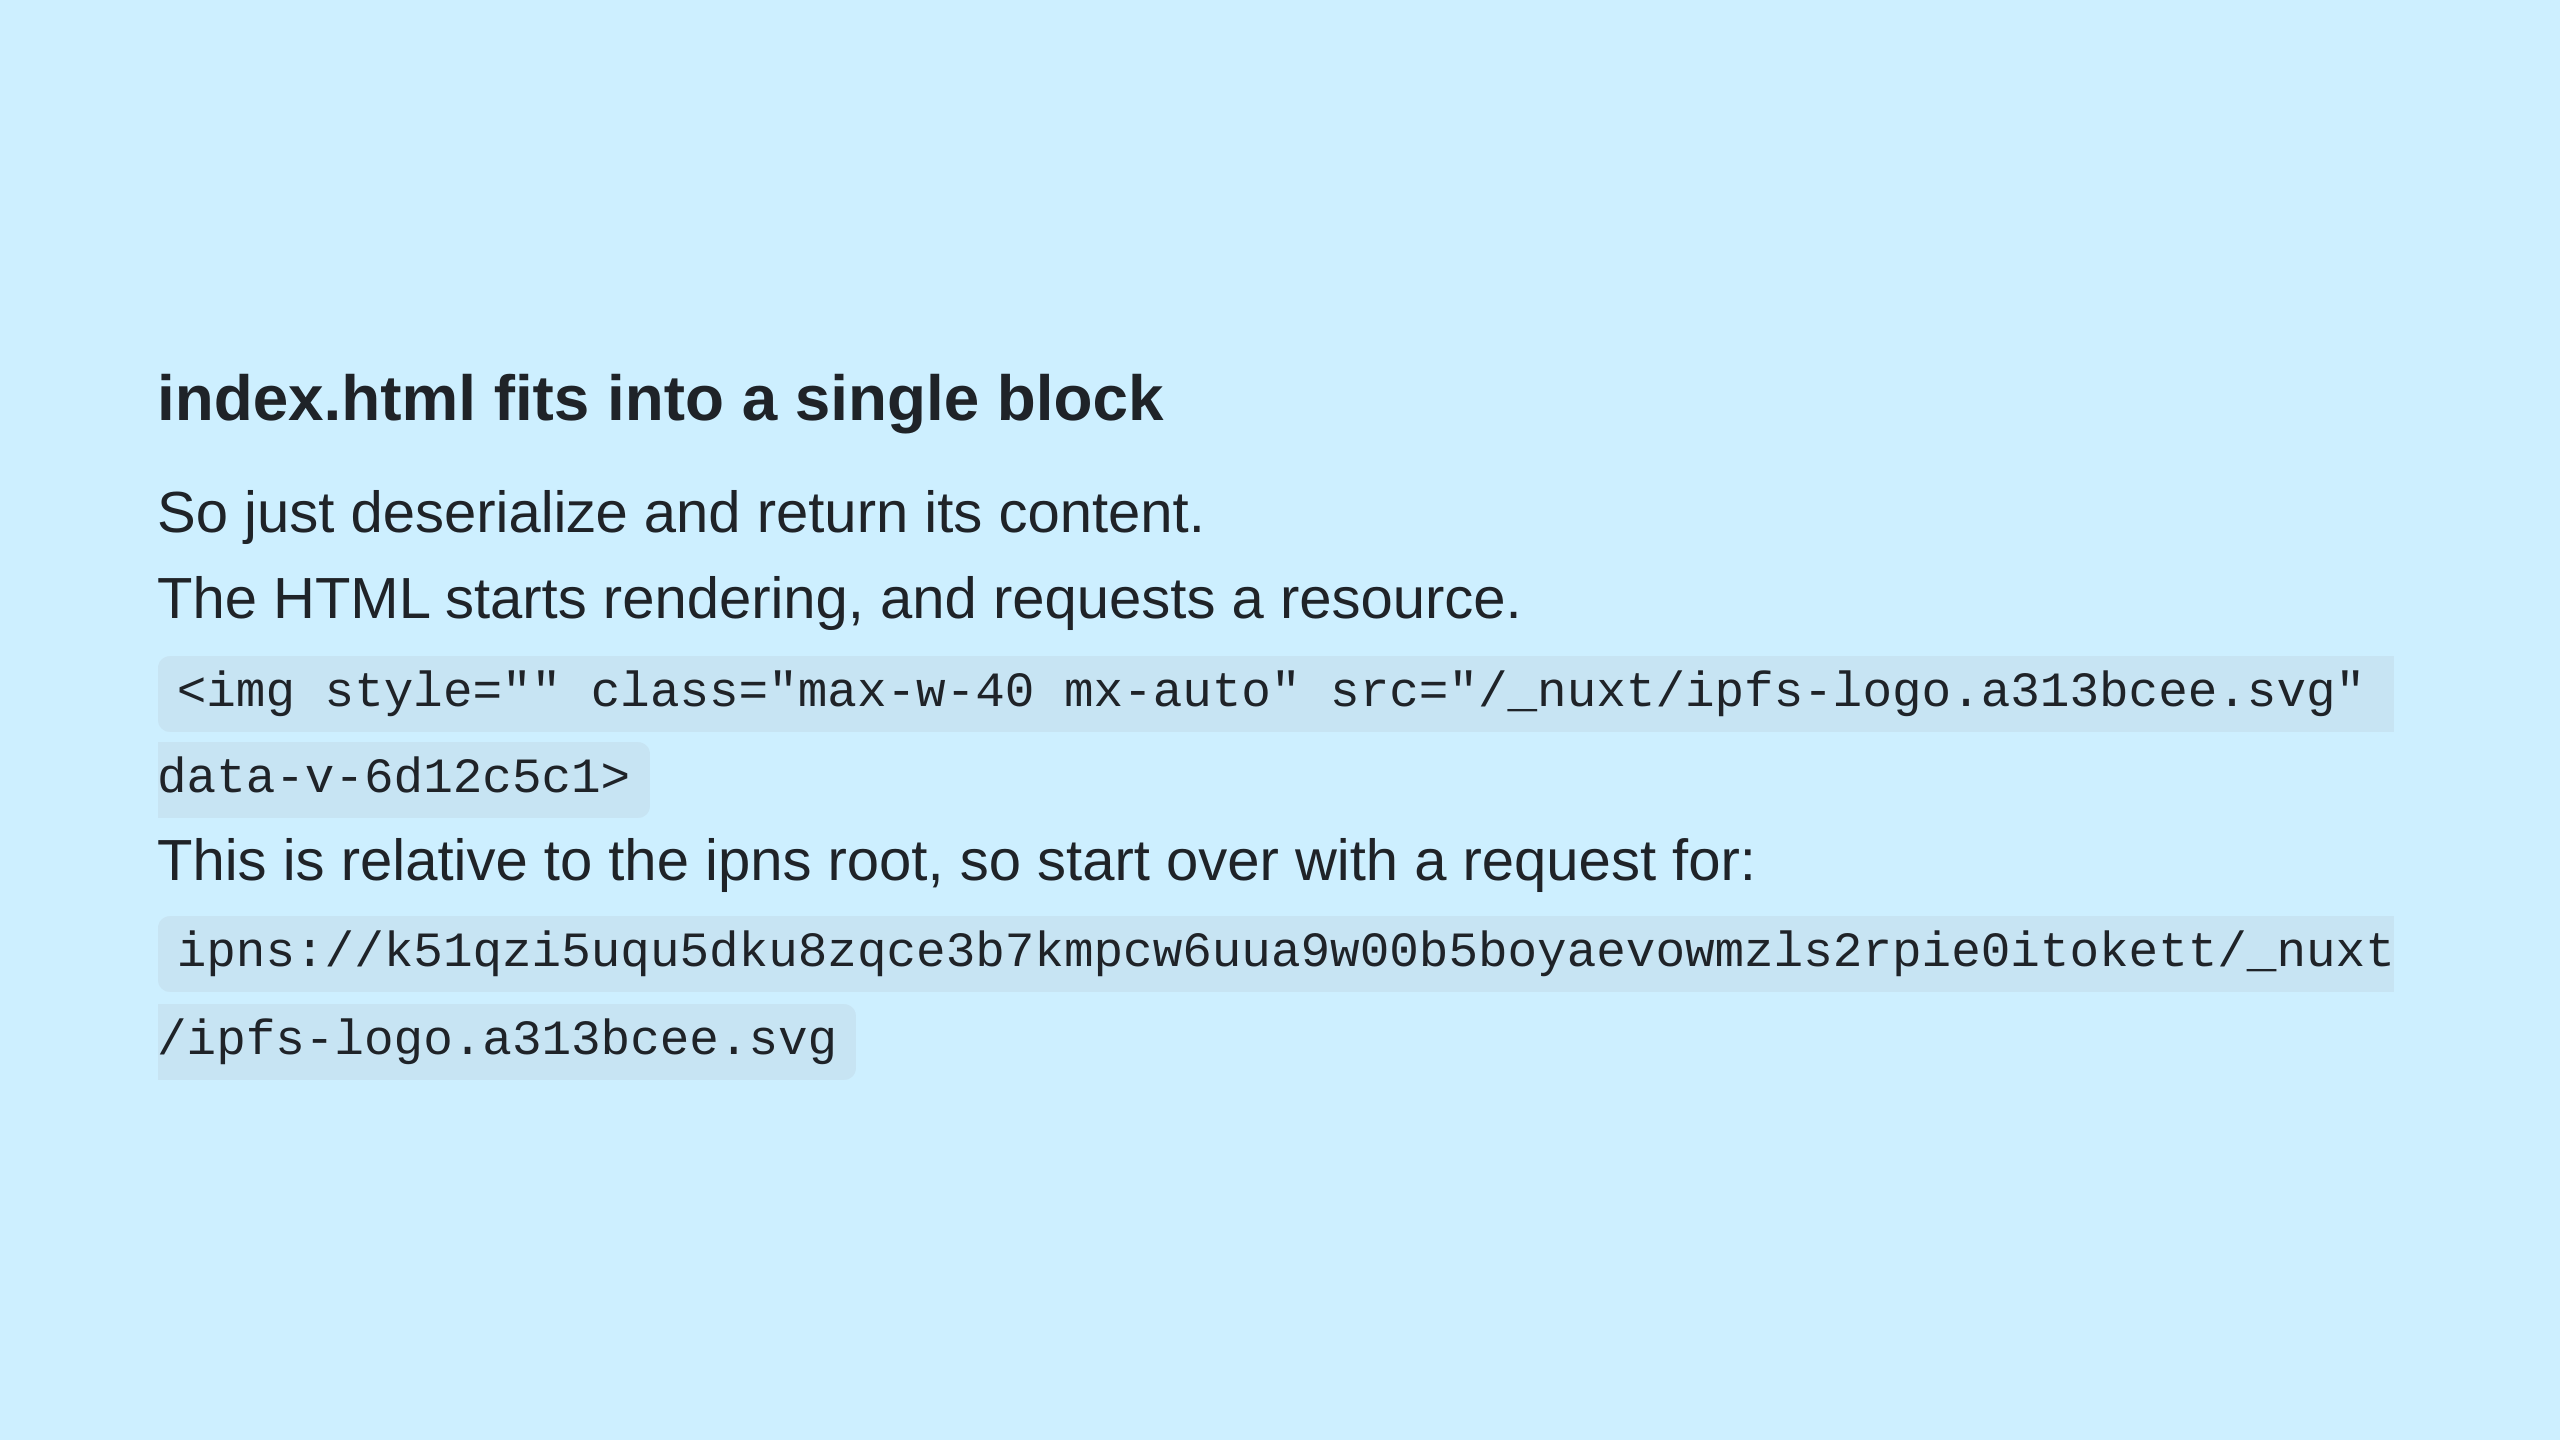 index.html fits into a single block
So just deserialize and return its content.
The HTML starts rendering, and requests a resource.
<img style="" class="max-w-40 mx-auto" src="/_nuxt/ipfs-logo.a313bcee.svg"
data-v-6d12c5c1>
This is relative to the ipns root, so start over with a request for:
ipns://k51qzi5uqu5dku8zqce3b7kmpcw6uua9w00b5boyaevowmzls2rpie0itokett/_nuxt
/ipfs-logo.a313bcee.svg